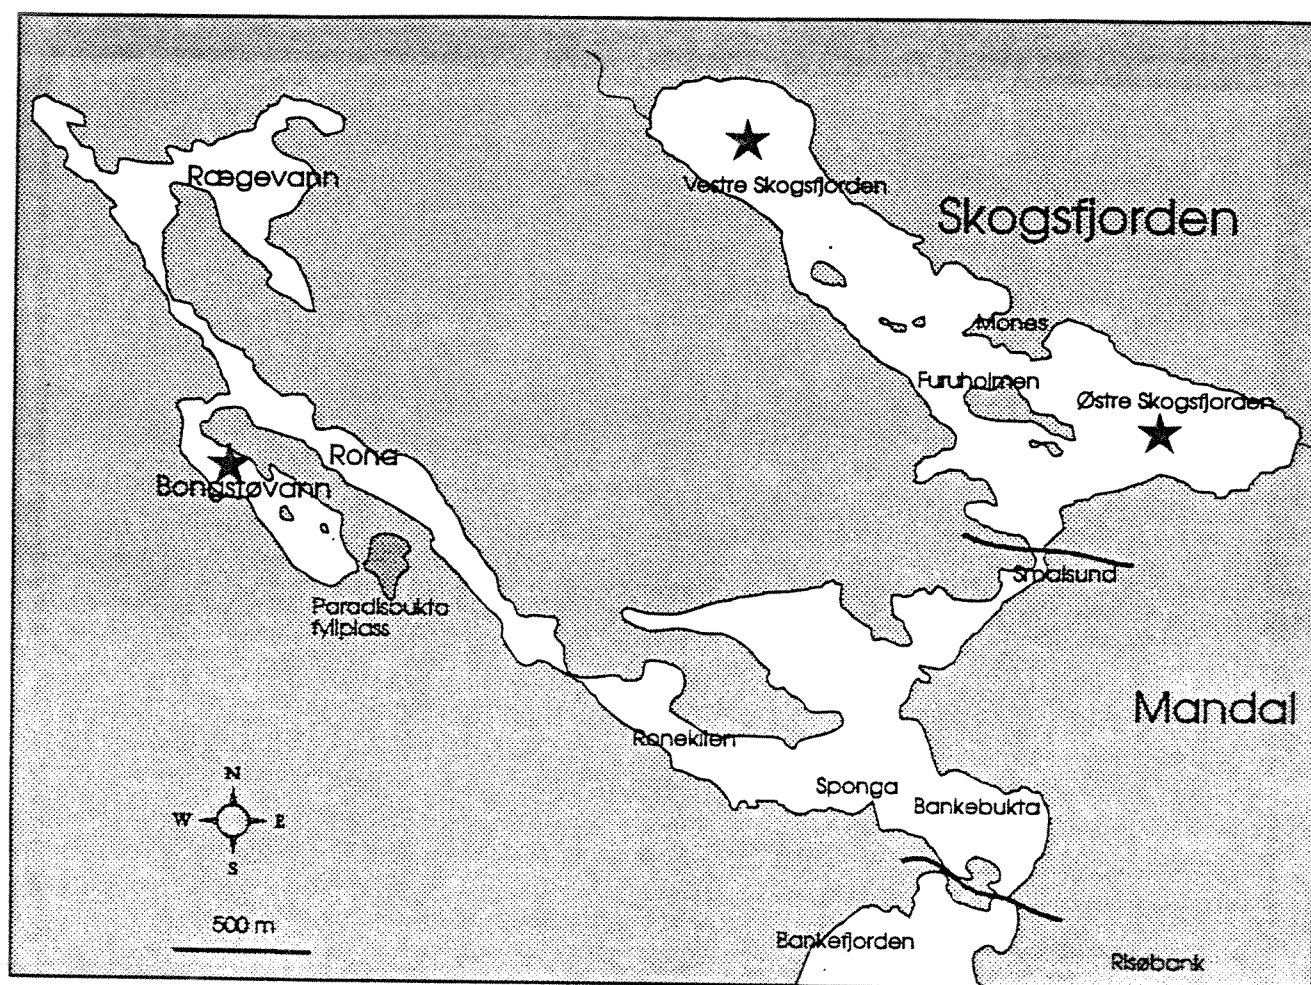 Rægevann
Vestre Skogsfjorden
Skogsfjorden
Mones
Furuholmen
Østre Skogsfjorden
Rona
Bongstøvann
Smalsund
Paradisbukta
fyllplass
Mandal
Ronekilen
N
W E
S
Sponga
Bankebukta
500 m
Bankefjorden
Risøbank